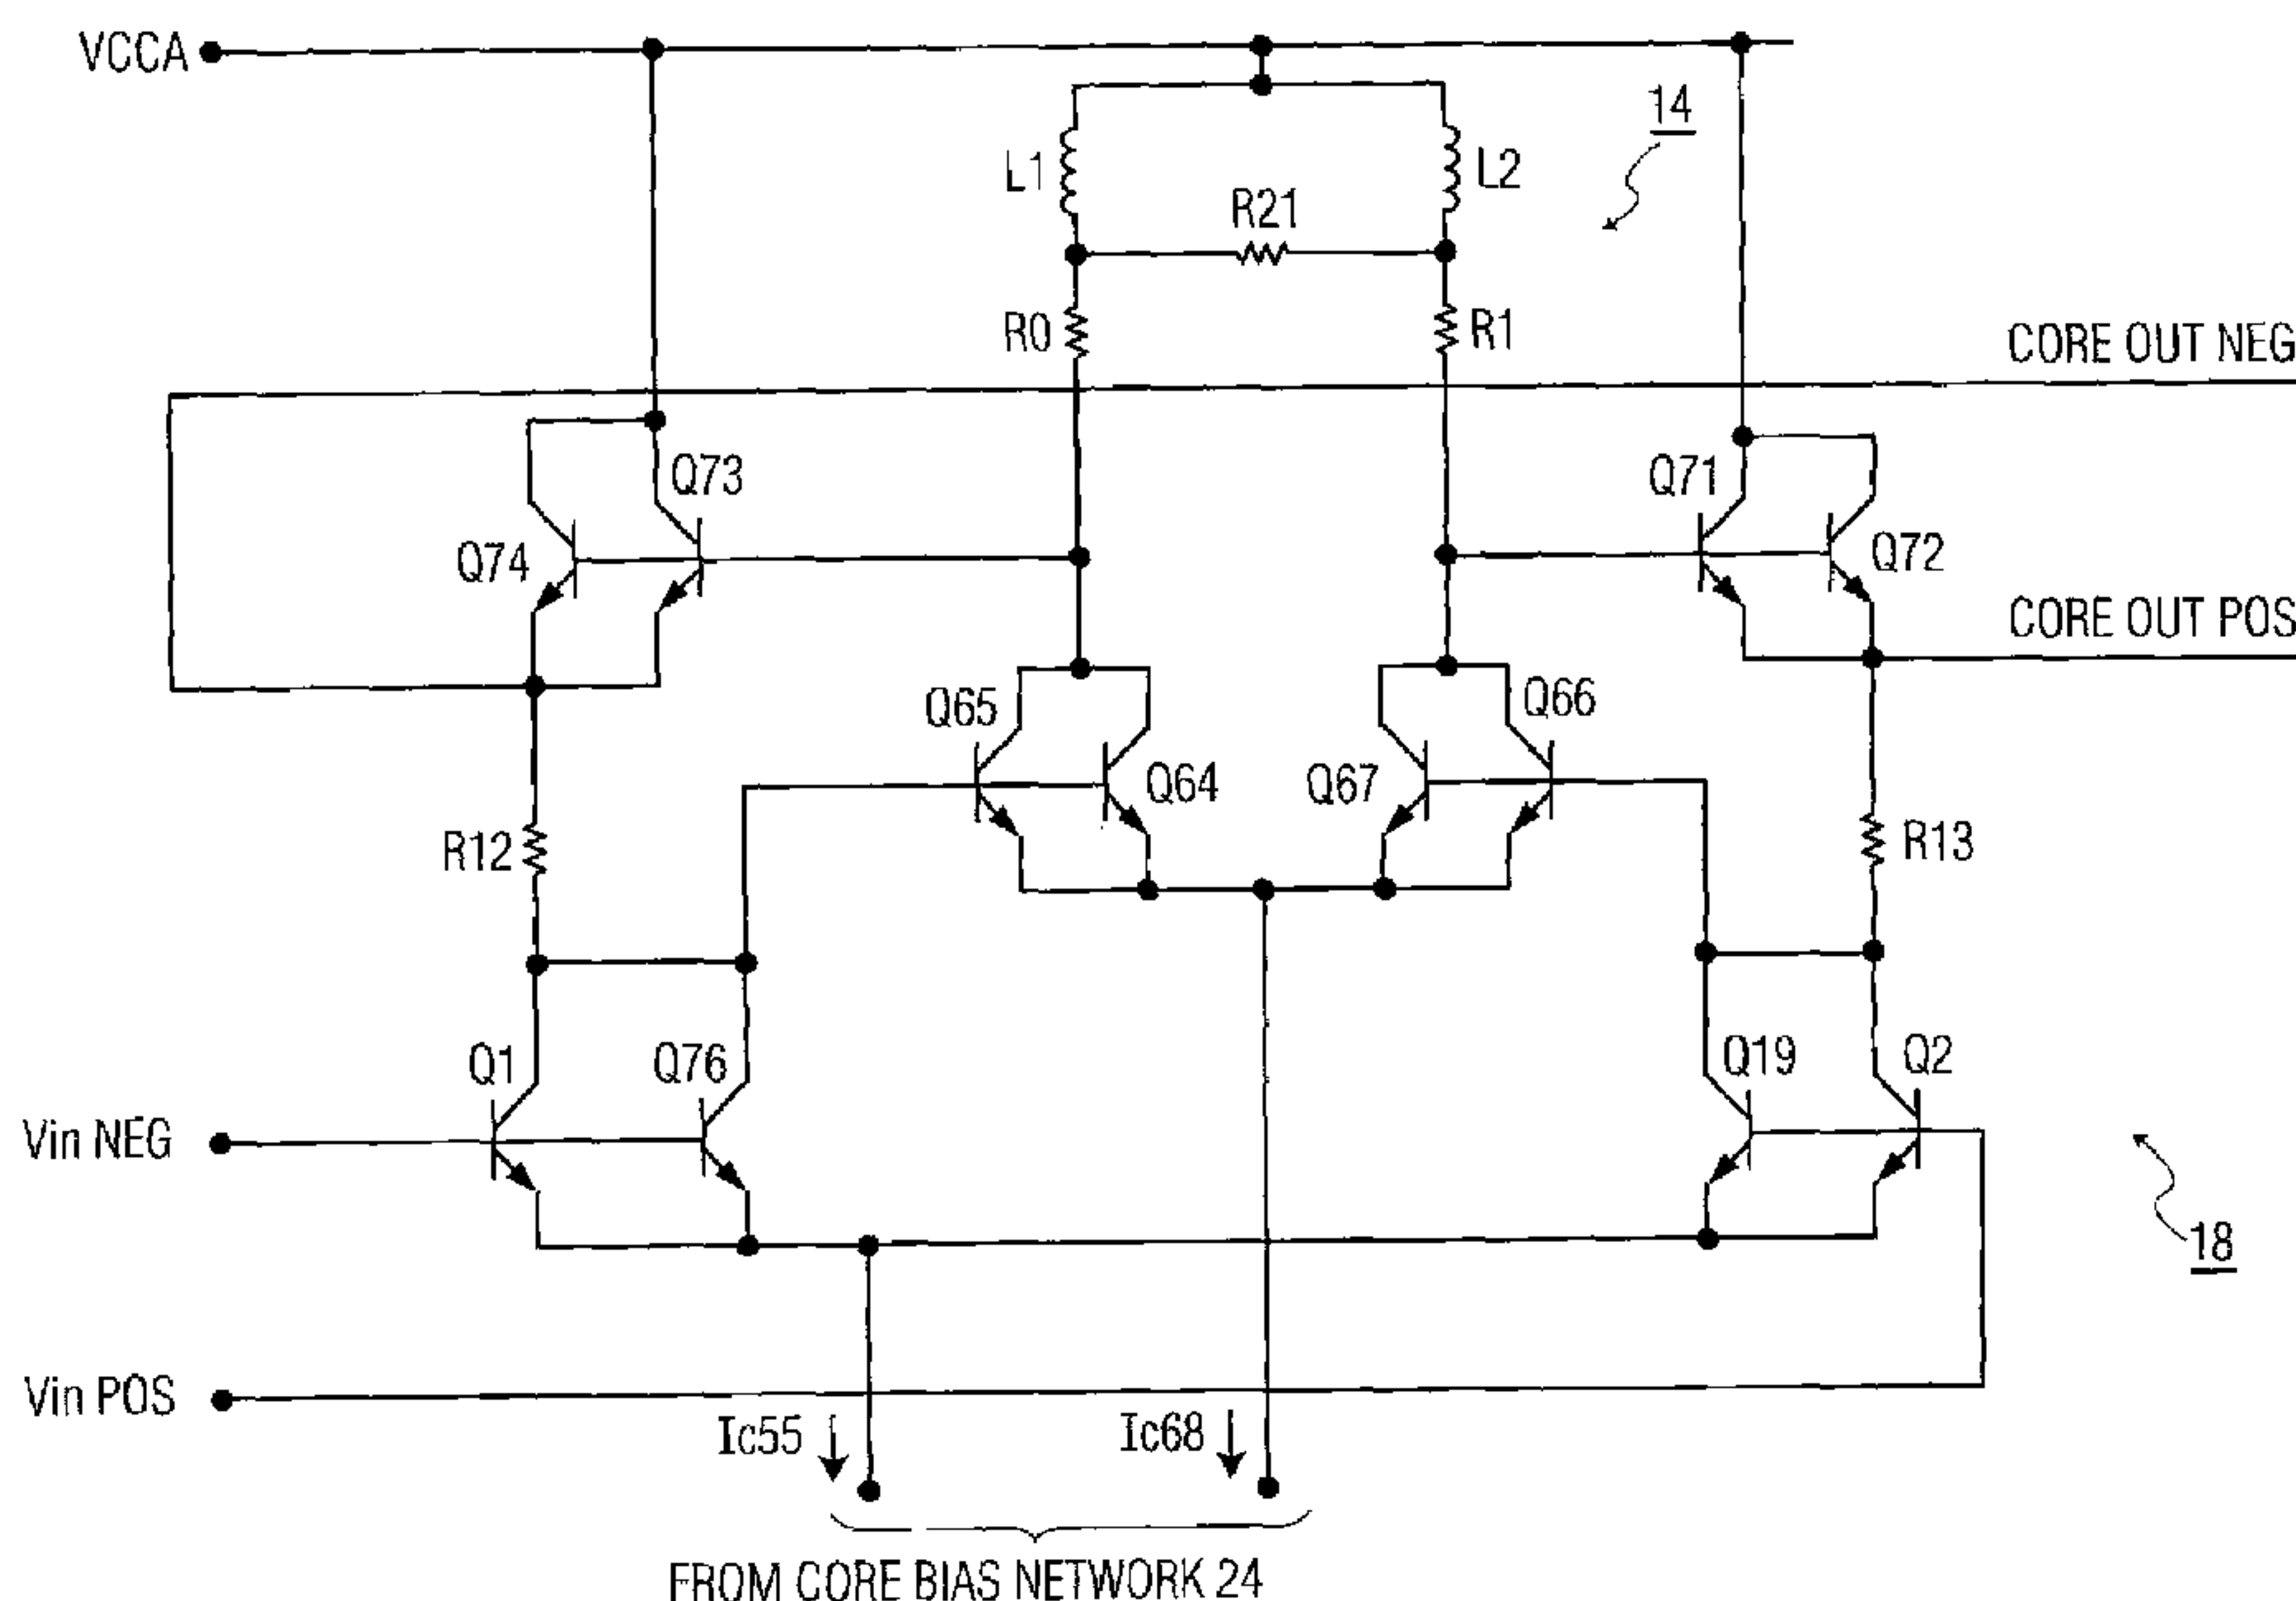 VCCA
14
L1
L2
R21
R0
R1
CORE OUT NEG
Q73
Q71
Q74
Q72
CORE OUT POS
Q65
Q66
Q64
Q67
R12
R13
Q1
Q76
Q19
Q2
Vin NEG
18
Vin POS
Ic55
Ic68
FROM CORE BIAS NETWORK 24